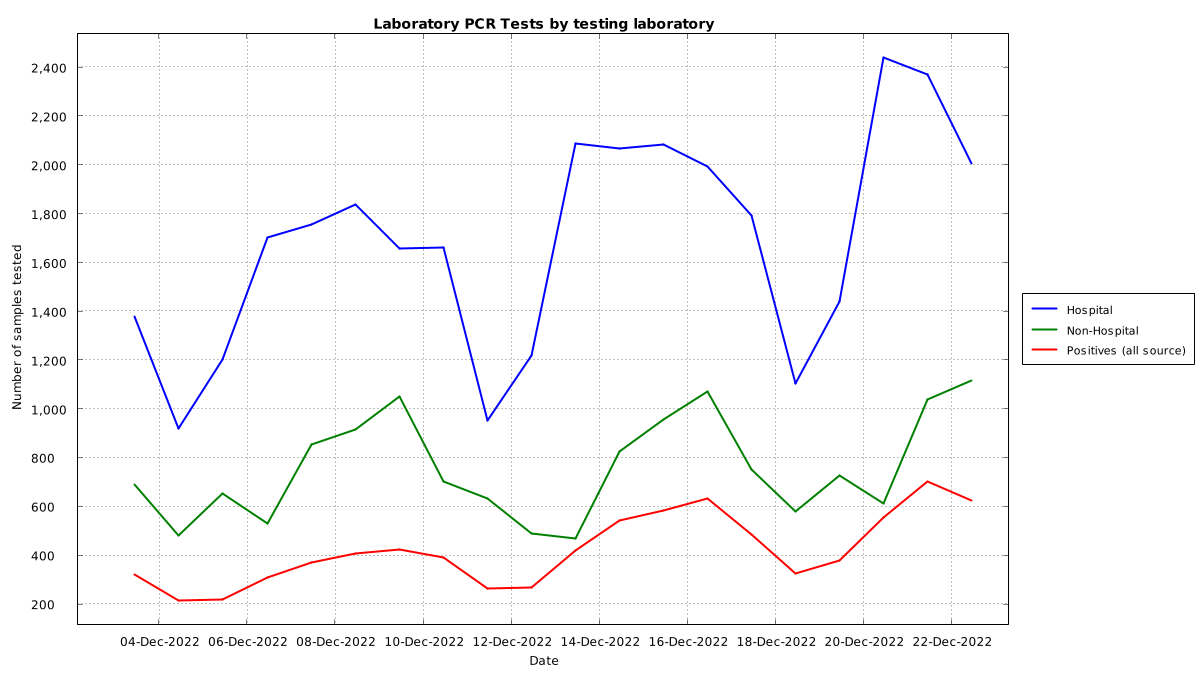 Laboratory PCR Tests by testing laboratory
2,400
2,200
2,000
1,800
1,600
1,400
1,200
1,000
800
600
400
200
Number of samples tested
04-Dec-2022 06-Dec-2022 08-Dec-2022 10-Dec-2022 12-Dec-2022 14-Dec-2022 16-Dec-2022 18-Dec-2022 20-Dec-2022 22-Dec-2022
Date
Hospital
Non-Hospital
Positives (all source)